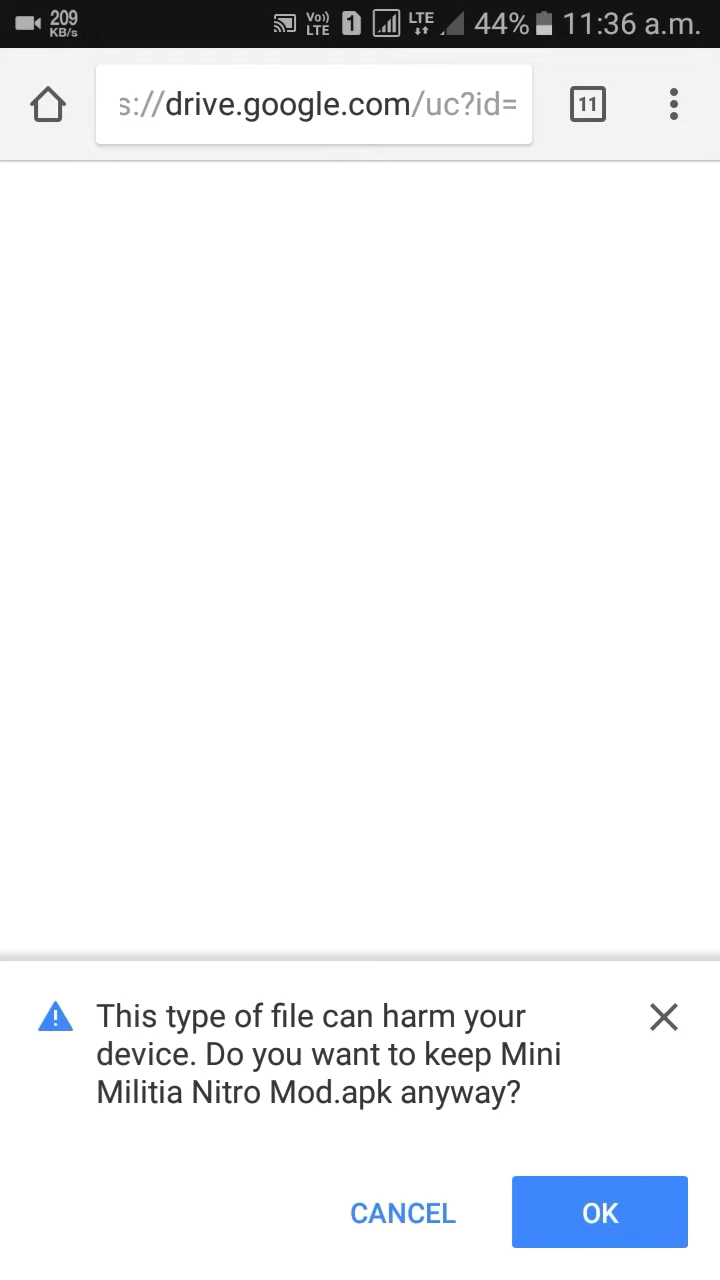 209
KB/s
Vo)
LTE
1
LTE
44%
11:36 a.m.
s://drive.google.com/uc?id=
11
This type of file can harm your
device. Do you want to keep Mini
Militia Nitro Mod.apk anyway?
CANCEL
OK